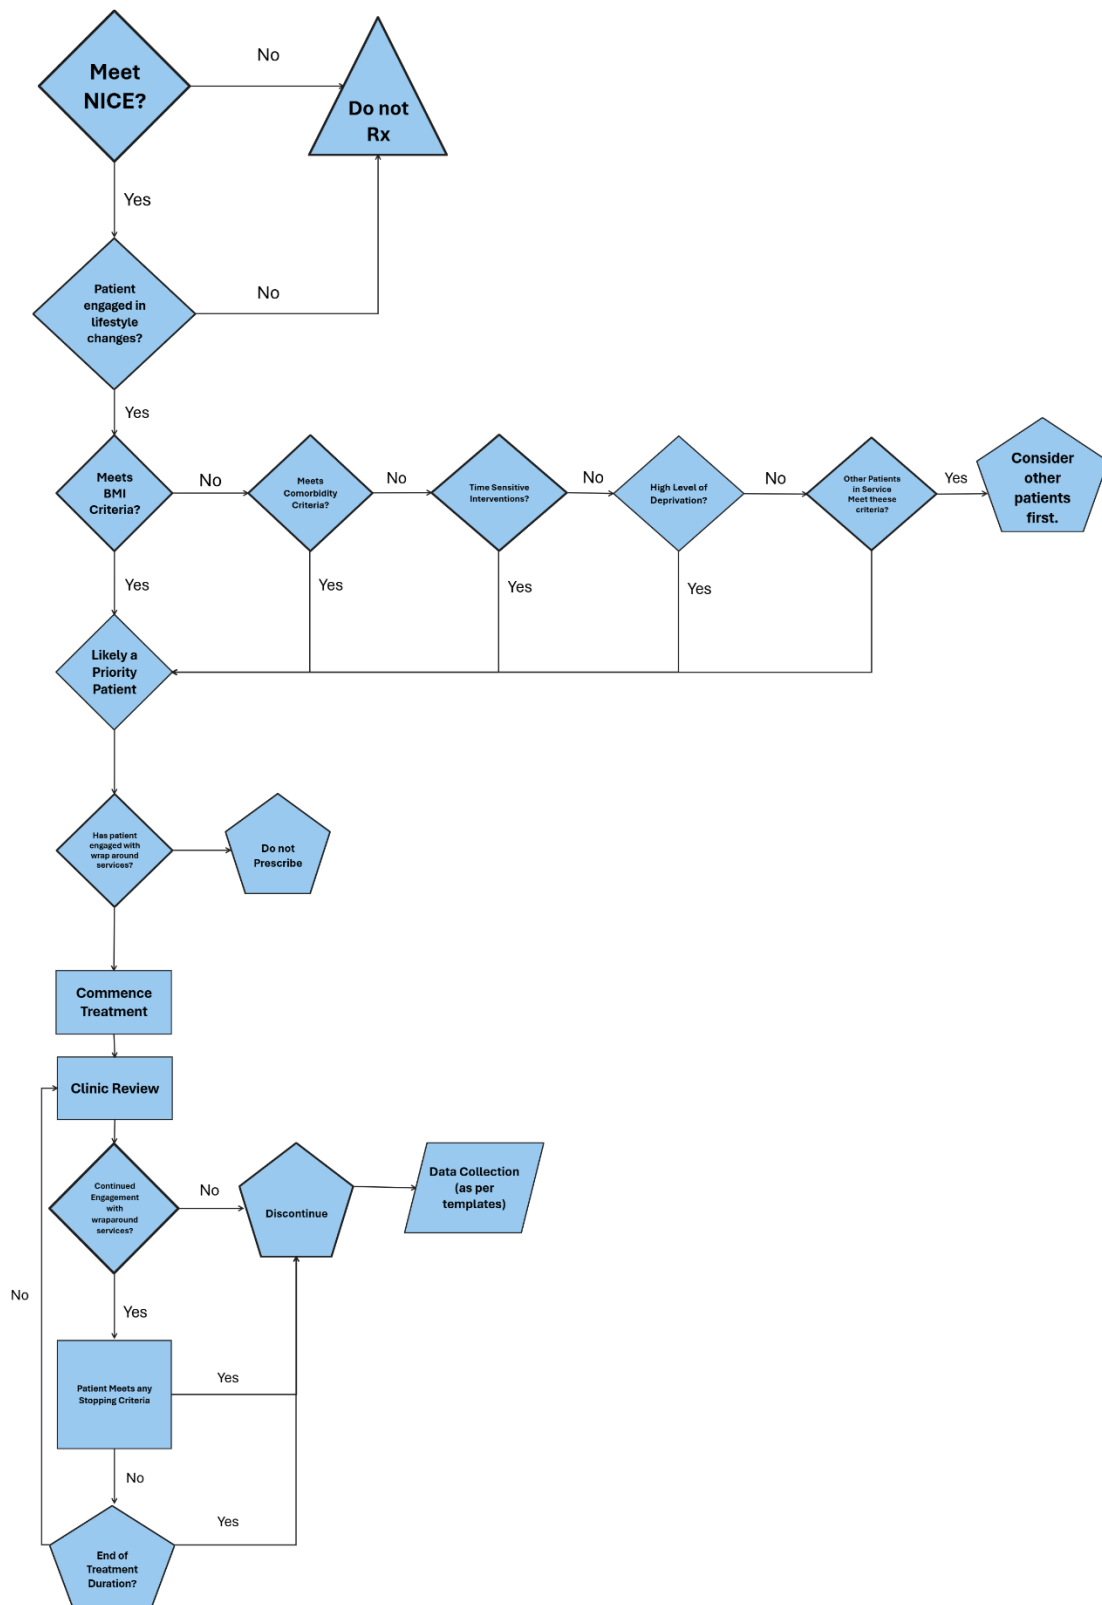 Meet
NICE?
No
Do not
Rx
Yes
Patient
engaged in
lifestyle
changes?
No
Yes
Meets
BMI
Criteria?
No
Meets
Comorbidity
Criteria?
No
Time Sensitive
Interventions?
No
High Level of
Deprivation?
No
Other Patients
in Service
Meet theese
criteria?
Yes
Consider
other
patients
first.
Yes
Yes
Yes
Yes
Likely a
Priority
Patient
Has patient
engaged with
wrap around
services?
Do not
Prescribe
Commence
Treatment
Clinic Review
Continued
Engagement
with
wraparound
services?
No
Discontinue
Data Collection
(as per
templates)
No
Yes
Patient Meets any
Stopping Criteria
Yes
No
Yes
End of
Treatment
Duration?